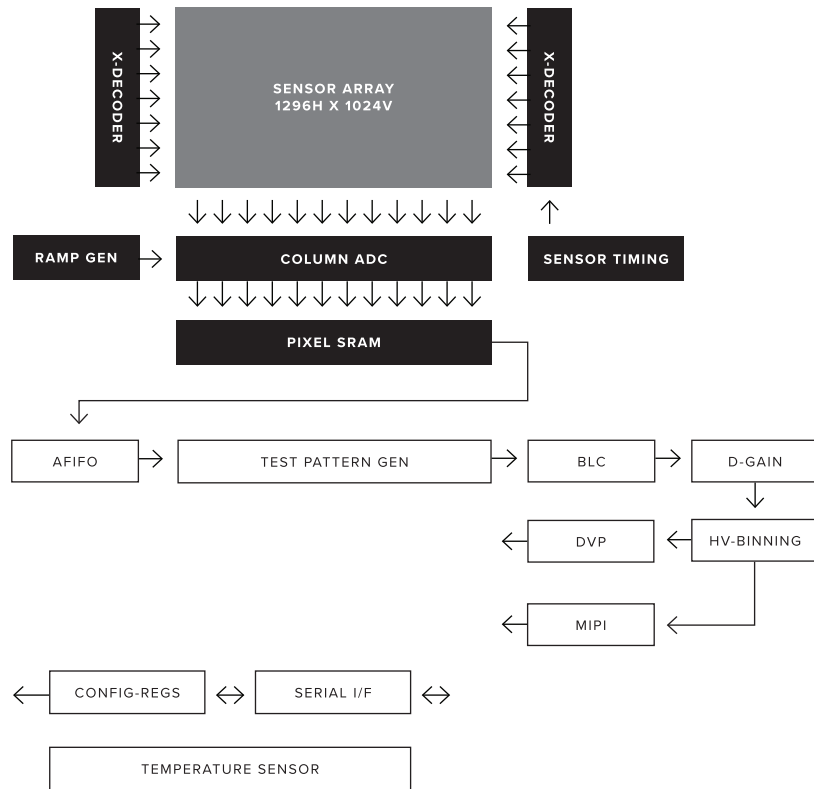 X-DECODER
SENSOR ARRAY
1296H X 1024V
X-DECODER
RAMP GEN
COLUMN ADC
SENSOR TIMING
PIXEL SRAM
AFIFO
TEST PATTERN GEN
BLC
D-GAIN
DVP
HV-BINNING
MIPI
CONFIG-REGS
SERIAL I/F
TEMPERATURE SENSOR